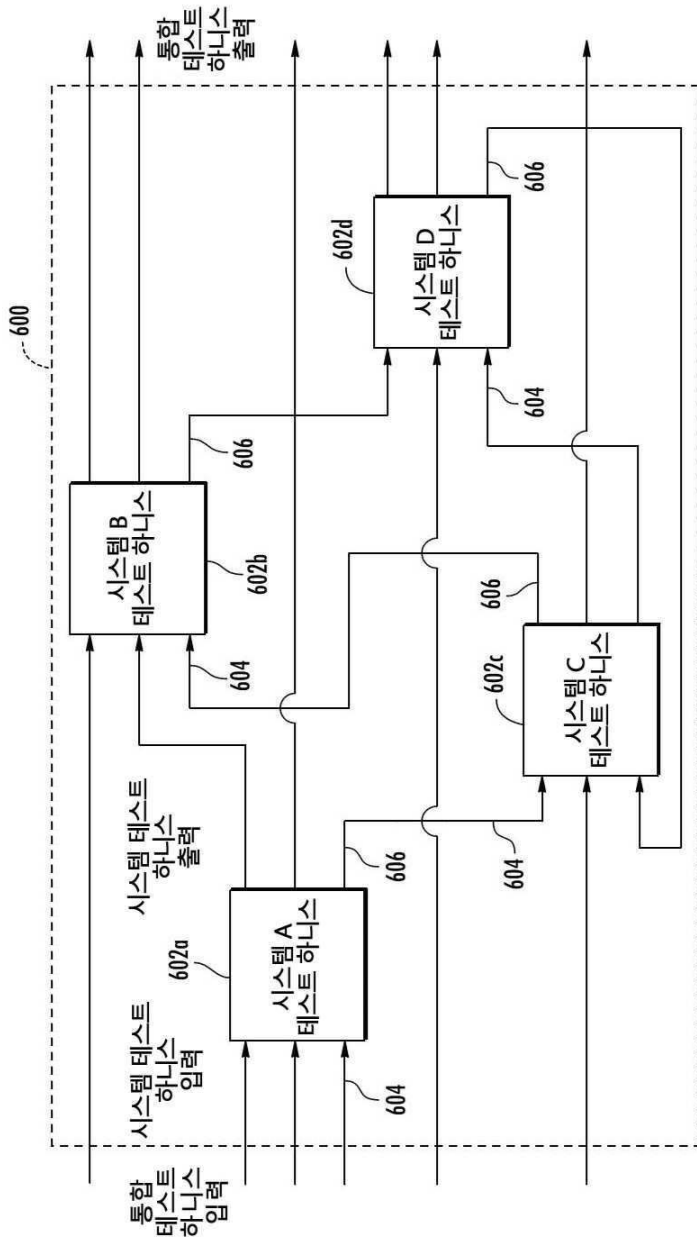 600
통합
테스트
하니스
입력
시스템 테스트
하니스
입력
시스템 테스트
하니스
출력
통합
테스트
하니스
출력
602a
시스템 A
테스트 하니스
604
606
604
시스템 B
테스트 하니스
602b
604
606
602c
시스템 C
테스트 하니스
606
602d
시스템 D
테스트 하니스
604
606